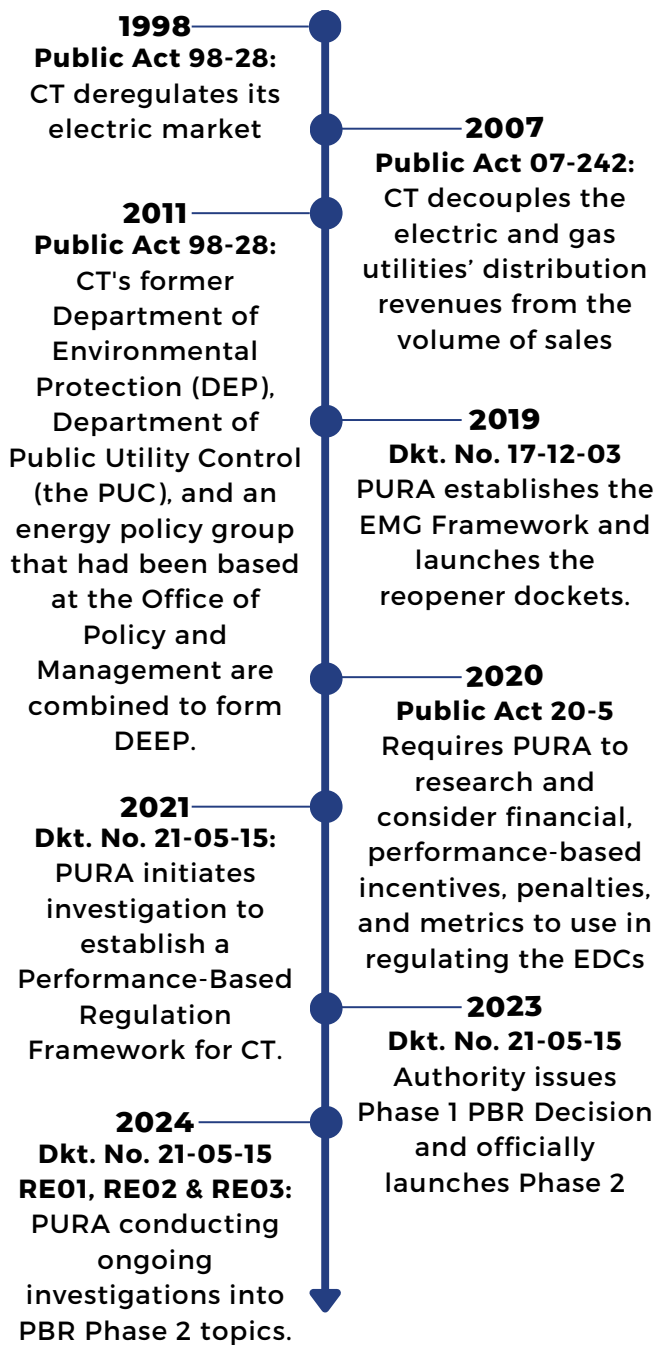 1998
Public Act 98-28:
CT deregulates its
electric market
2007
Public Act 07-242:
CT decouples the
electric and gas
utilities’ distribution
revenues from the
volume of sales
2011
Public Act 98-28:
CT's former
Department of
Environmental
Protection (DEP),
Department of
Public Utility Control
(the PUC), and an
energy policy group
that had been based
at the Office of
Policy and
Management are
combined to form
DEEP.
2019
Dkt. No. 17-12-03
PURA establishes the
EMG Framework and
launches the
reopener dockets.
2020
Public Act 20-5
Requires PURA to
research and
consider financial,
performance-based
incentives, penalties,
and metrics to use in
regulating the EDCs
2021
Dkt. No. 21-05-15:
PURA initiates
investigation to
establish a
Performance-Based
Regulation
Framework for CT.
2023
Dkt. No. 21-05-15
Authority issues
Phase 1 PBR Decision
and officially
launches Phase 2
2024
Dkt. No. 21-05-15
RE01, RE02 & RE03:
PURA conducting
ongoing
investigations into
PBR Phase 2 topics.